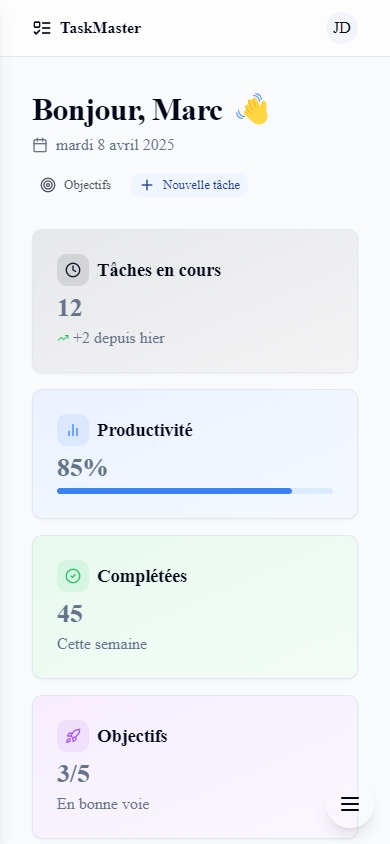 TaskMaster
JD
Bonjour, Marc 👋
mardi 8 avril 2025
Objectifs
Nouvelle tâche
Tâches en cours
12
+2 depuis hier
Productivité
85%
Complétées
45
Cette semaine
Objectifs
3/5
En bonne voie